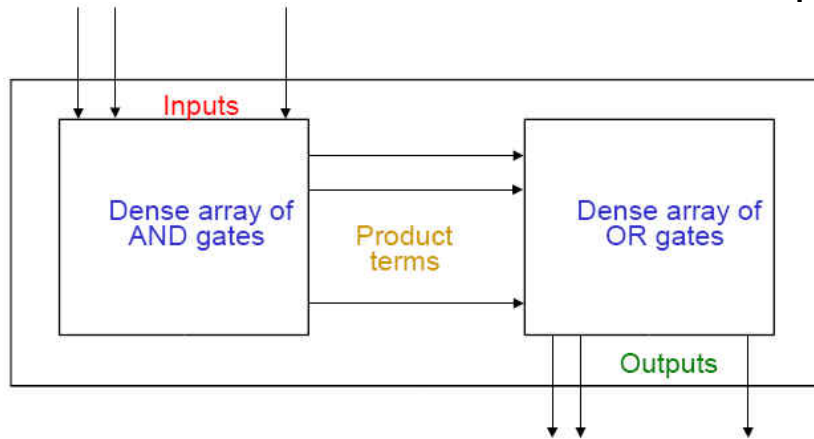 Inputs
Dense array of
AND gates
Product
terms
Dense array of
OR gates
Outputs